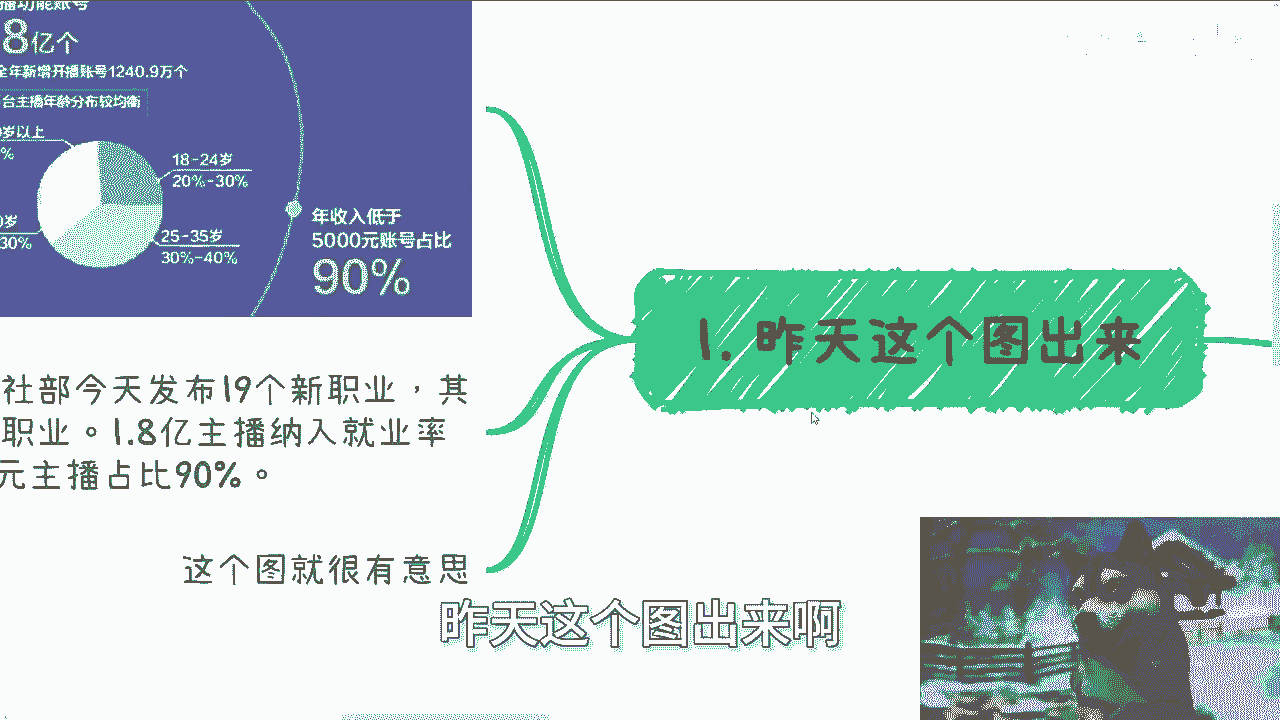 播功能账号
8亿个
全年新增开播账号1240.9万个
台主播年龄分布较均衡
岁以上
%
18-24岁
20%-30%
岁
30%
25-35岁
30%-40%
年收入低于
5000元账号占比
90%
1. 昨天这个图出来
社部今天发布19个新职业，其
职业。1.8亿主播纳入就业率
元主播占比90%。
这个图就很有意思
昨天这个图出来啊